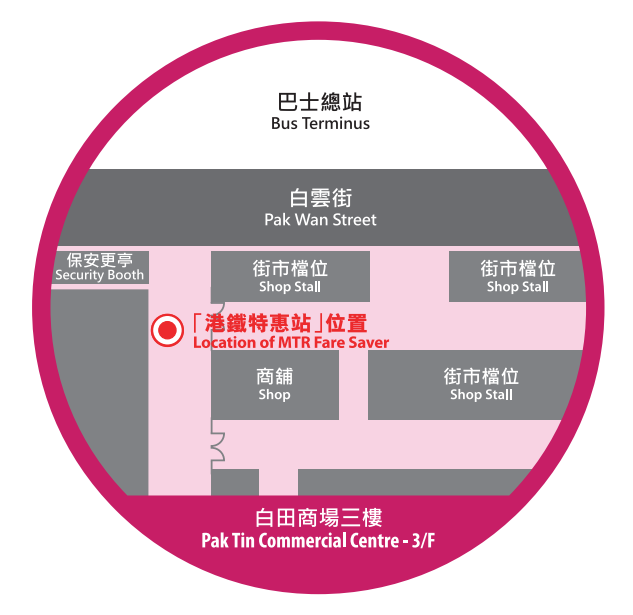 巴士總站
Bus Terminus
白雲街
Pak Wan Street
保安更亭
Security Booth
街市檔位
Shop Stall
街市檔位
Shop Stall
「港鐵特惠站」位置
Location of MTR Fare Saver
商舖
Shop
街市檔位
Shop Stall
白田商場三樓
Pak Tin Commercial Centre - 3/F